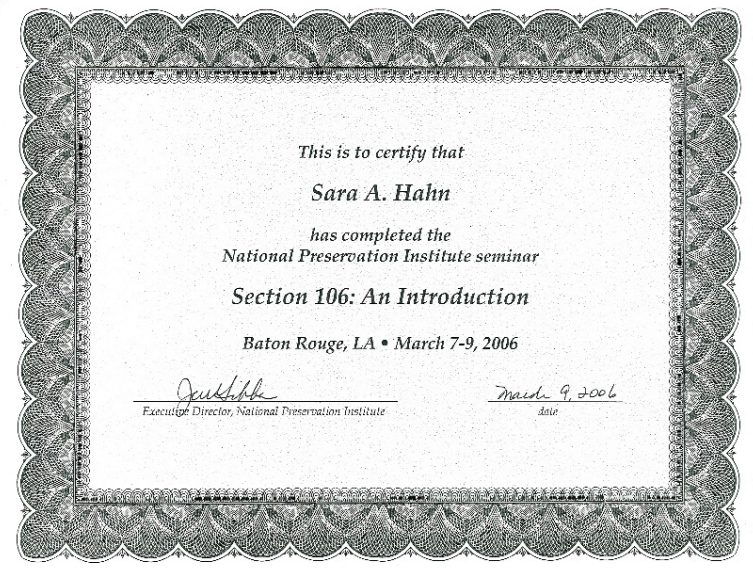 This is to certify that
Sara A. Hahn
has completed the
National Preservation Institute seminar
Section 106: An Introduction
Baton Rouge, LA • March 7-9, 2006
March 9, 2006
Executive Director, National Preservation Institute
date